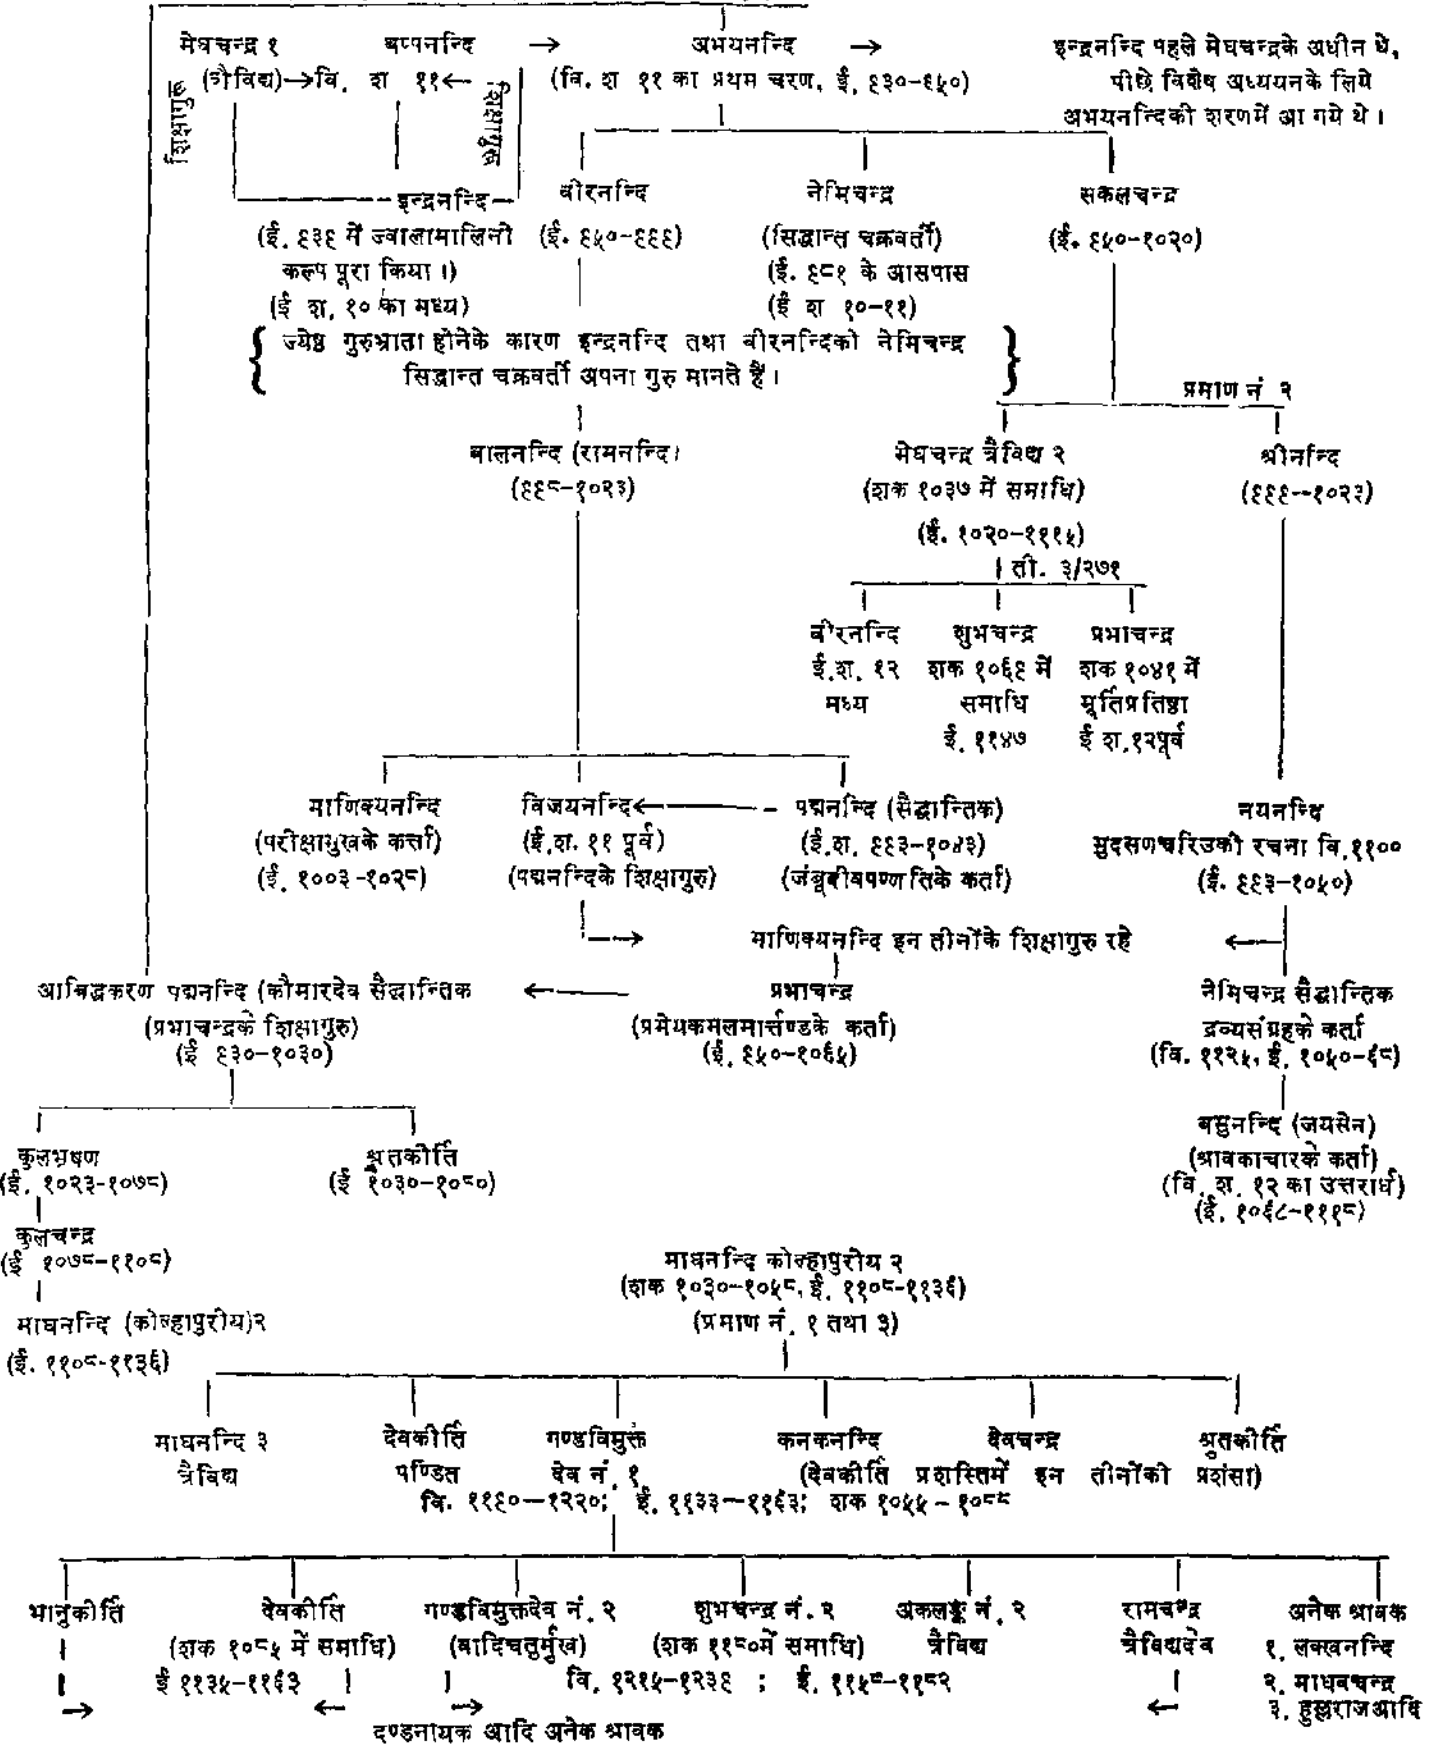 मेघचन्द्र १ बप्पनन्दि → अभयनन्दि → इन्द्रनन्दि पहले मेघचन्द्रके अधीन थे,
(त्रैविद्य)→वि. श ११← (वि. श ११ का प्रथम चरण, ई. ९३०-९५०) पीछे विशेष अध्ययनके लिये
शिक्षागुरु शिक्षागुरु अभयनन्दिकी शरणमें आ गये थे।
इन्द्रनन्दि वीरनन्दि नेमिचन्द्र सकलचन्द्र
(ई. ९३९ में ज्वालामालिनी (ई. ९५०-९९९) (सिद्धान्त चक्रवर्ती) (ई. ९५०-१०२०)
कल्प पूरा किया।) (ई. ९८१ के आसपास
(ई श. १० का मध्य) (ई श १०-११)
{ ज्येष्ठ गुरुभ्राता होनेके कारण इन्द्रनन्दि तथा वीरनन्दिको नेमिचन्द्र }
सिद्धान्त चक्रवर्ती अपना गुरु मानते हैं।
प्रमाण नं २
बालनन्दि (रामनन्दि। मेघचन्द्र त्रैविद्य २ श्रीनन्दि
(९९८-१०२३) (शक १०३७ में समाधि) (९९९--१०२३)
(ई. १०२०-१११५)
ती. ३/२७१
वीरनन्दि शुभचन्द्र प्रभाचन्द्र
ई.श. १२ शक १०६९ में शक १०४१ में
मध्य समाधि मूर्तिप्रतिष्ठा
ई. ११४७ ई श.१२पूर्व
माणिक्यनन्दि विजयनन्दि← पद्मनन्दि (सैद्धान्तिक) नयनन्दि
(परीक्षामुखके कर्त्ता) (ई.श. ११ पूर्व) (ई.श. ९९३-१०४३) सुदसणचरिउकी रचना वि.११००
(ई. १००३-१०२८) (पद्मनन्दिके शिक्षागुरु) (जंबूदीवपण्णतिके कर्ता) (ई. ९९३-१०५०)
→ माणिक्यनन्दि इन तीनोंके शिक्षागुरु रहे ←
आबिद्धकरण पद्मनन्दि (कौमारदेव सैद्धान्तिक ← प्रभाचन्द्र नेमिचन्द्र सैद्धान्तिक
(प्रभाचन्द्रके शिक्षागुरु) (प्रमेयकमलमार्त्तण्डके कर्ता) द्रव्यसंग्रहके कर्ता
(ई ९३०-१०३०) (ई. ९५०-१०६५) (वि. ११२५, ई. १०५०-६८)
कुलभूषण श्रुतकीर्ति वसुनन्दि (जयसेन)
(ई. १०२३-१०७८) (ई १०३०-१०८०) (श्रावकाचारके कर्ता)
(वि. श. १२ का उत्तरार्ध)
(ई. १०६८-१११८)
कुलचन्द्र
(ई १०७८-११०८)
माघनन्दि कोल्हापुरीय २
(शक १०३०-१०५८, ई. ११०८-११३६)
माघनन्दि (कोल्हापुरीय)२ (प्रमाण नं. १ तथा ३)
(ई. ११०८-११३६)
माघनन्दि ३ देवकीर्ति गण्डविमुक्त कनकनन्दि देवचन्द्र श्रुतकीर्ति
त्रैविद्य पण्डित देव नं. १ (देवकीर्ति प्रशस्तिमें इन तीनोंकी प्रशंसा)
वि. ११९०—१२२०; ई. ११३३—११६३; शक १०५५ - १०८८
भानुकीर्ति देवकीर्ति गण्डविमुक्तदेव नं. २ शुभचन्द्र नं. २ अकलङ्क नं. २ रामचन्द्र अनेक श्रावक
(शक १०८५ में समाधि) (वादिचतुर्मुख) (शक ११८०में समाधि) त्रैविद्य त्रैविद्यदेव १. लक्खनन्दि
ई ११३५-११६३ वि. १२१५-१२३९ ; ई. ११५८-११८२ २. माधवचन्द्र
→ ← → ← ३. हुल्लराजआदि
दण्डनायक आदि अनेक श्रावक